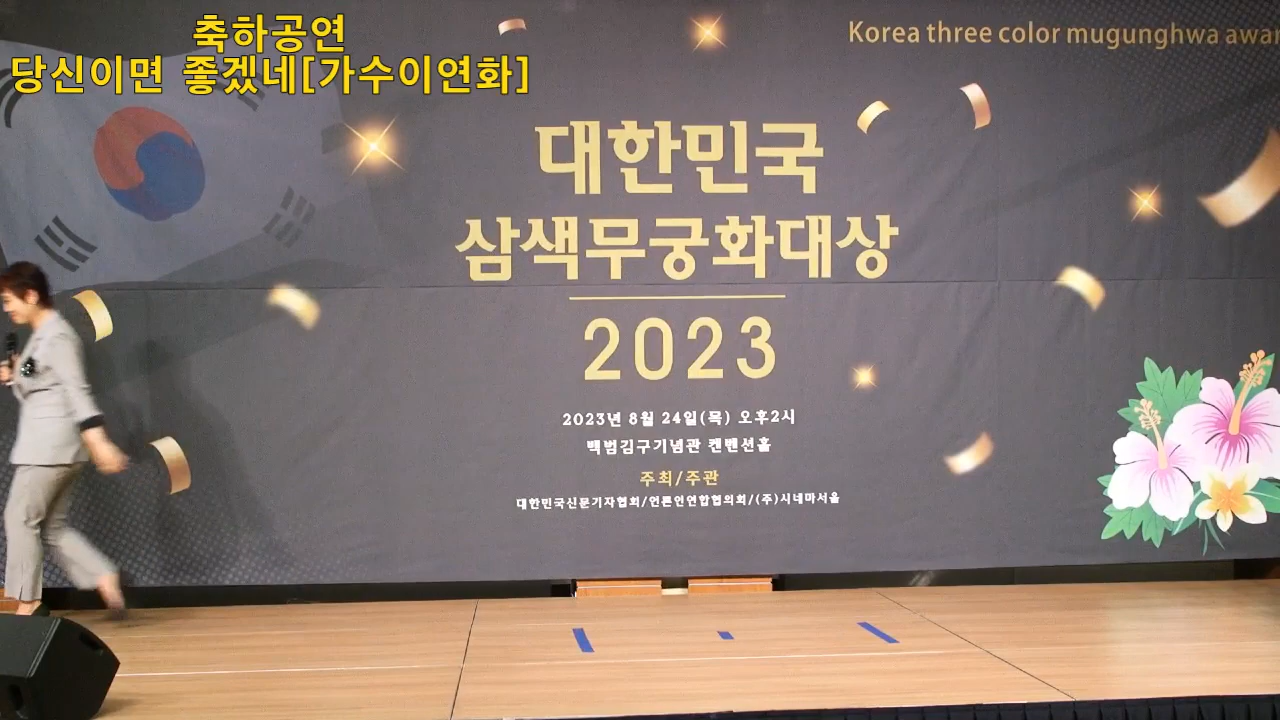 축하공연
당신이면 좋겠네[가수이연화]
Korea three color mugunghwa awar
대한민국
삼색무궁화대상
2023
2023년 8월 24일(목) 오후2시
백범김구기념관 컨벤션홀
주최/주관
대한민국신문기자협회/언론인연합협의회/(주)시네마서울